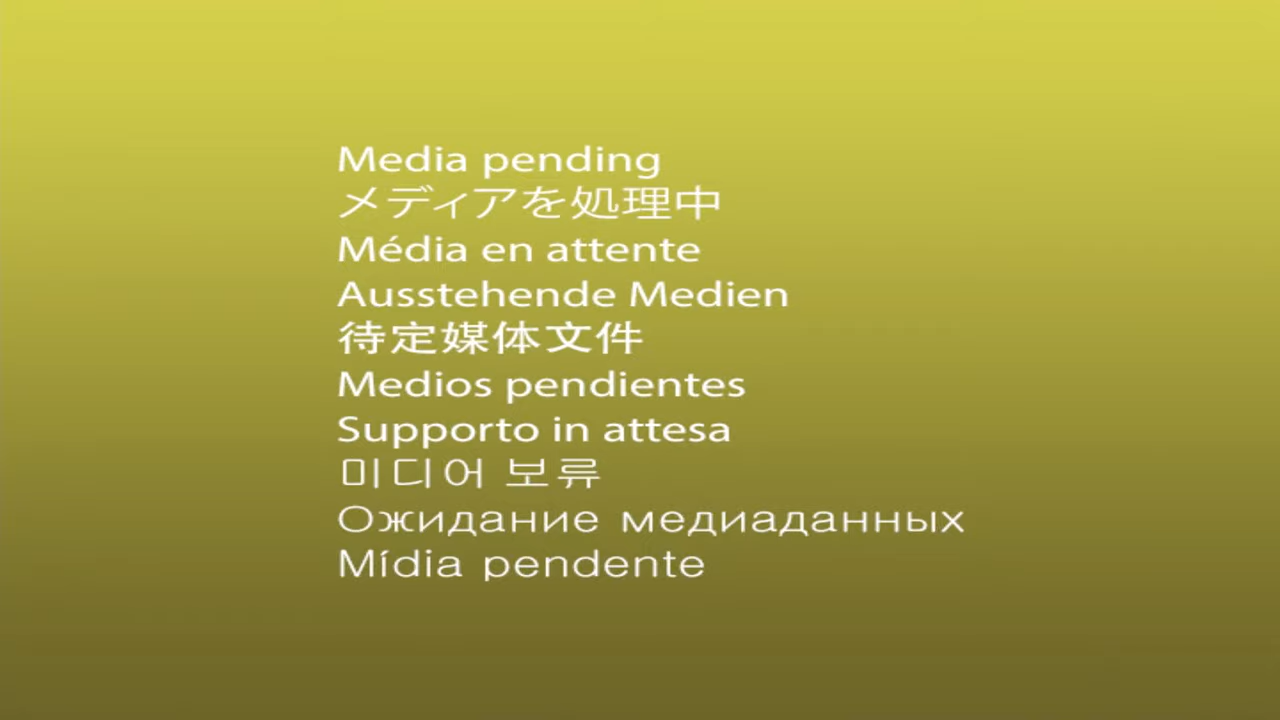 Media pending
メディアを処理中
Média en attente
Ausstehende Medien
待定媒体文件
Medios pendientes
Supporto in attesa
미디어 보류
Ожидание медиаданных
Mídia pendente